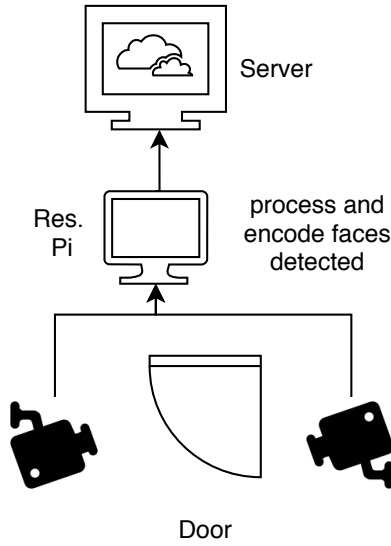 Server
Res.
Pi
process and
encode faces
detected
Door